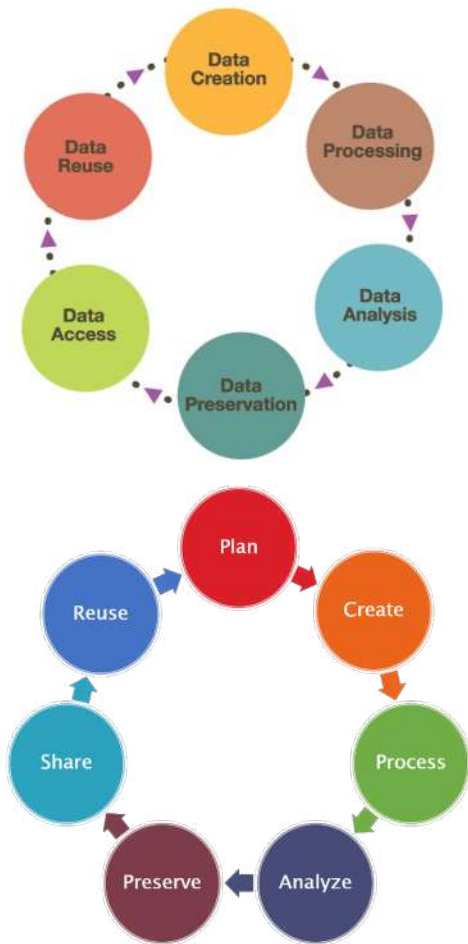 Data
Creation
Data
Processing
Data
Analysis
Data
Preservation
Data
Access
Data
Reuse
Plan
Create
Process
Analyze
Preserve
Share
Reuse